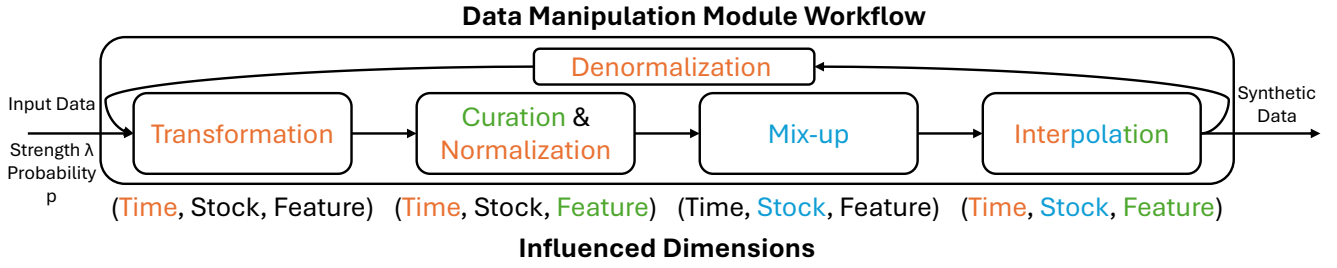 Data Manipulation Module Workflow
Denormalization
Input Data
Strength λ
Probability
p
Transformation
Curation &
Normalization
Mix-up
Interpolation
Synthetic
Data
(Time, Stock, Feature)
(Time, Stock, Feature)
(Time, Stock, Feature)
(Time, Stock, Feature)
Influenced Dimensions